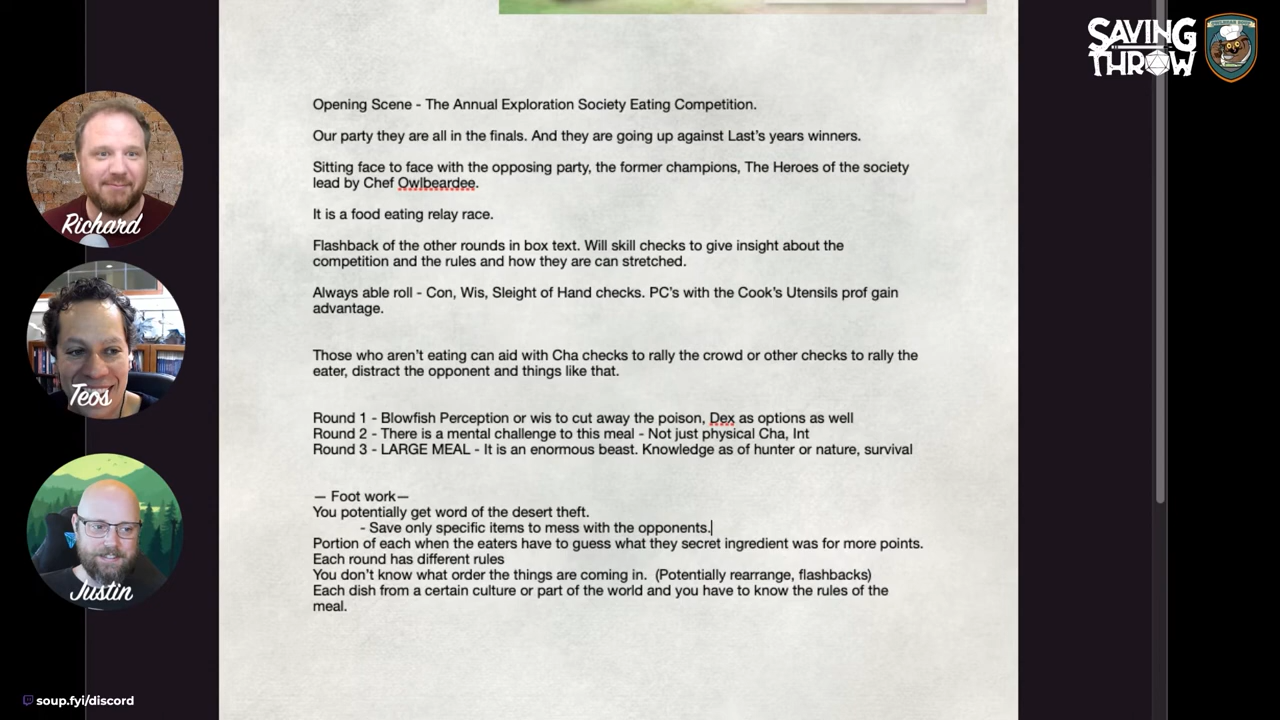 SAVING
THROW
Opening Scene - The Annual Exploration Society Eating Competition.
Our party they are all in the finals. And they are going up against Last's years winners.
Sitting face to face with the opposing party, the former champions, The Heroes of the society
lead by Chef Owlbeardee.
It is a food eating relay race.
Flashback of the other rounds in box text. Will skill checks to give insight about the
competition and the rules and how they are can stretched.
Always able roll - Con, Wis, Sleight of Hand checks. PC's with the Cook's Utensils prof gain
advantage.
Those who aren't eating can aid with Cha checks to rally the crowd or other checks to rally the
eater, distract the opponent and things like that.
Round 1 - Blowfish Perception or wis to cut away the poison, Dex as options as well
Round 2 - There is a mental challenge to this meal - Not just physical Cha, Int
Round 3 - LARGE MEAL - It is an enormous beast. Knowledge as of hunter or nature, survival
— Foot work—
You potentially get word of the desert theft.
- Save only specific items to mess with the opponents.
Portion of each when the eaters have to guess what they secret ingredient was for more points.
Each round has different rules
You don't know what order the things are coming in. (Potentially rearrange, flashbacks)
Each dish from a certain culture or part of the world and you have to know the rules of the
meal.
Richard
Teos
Justin
soup.fyi/discord